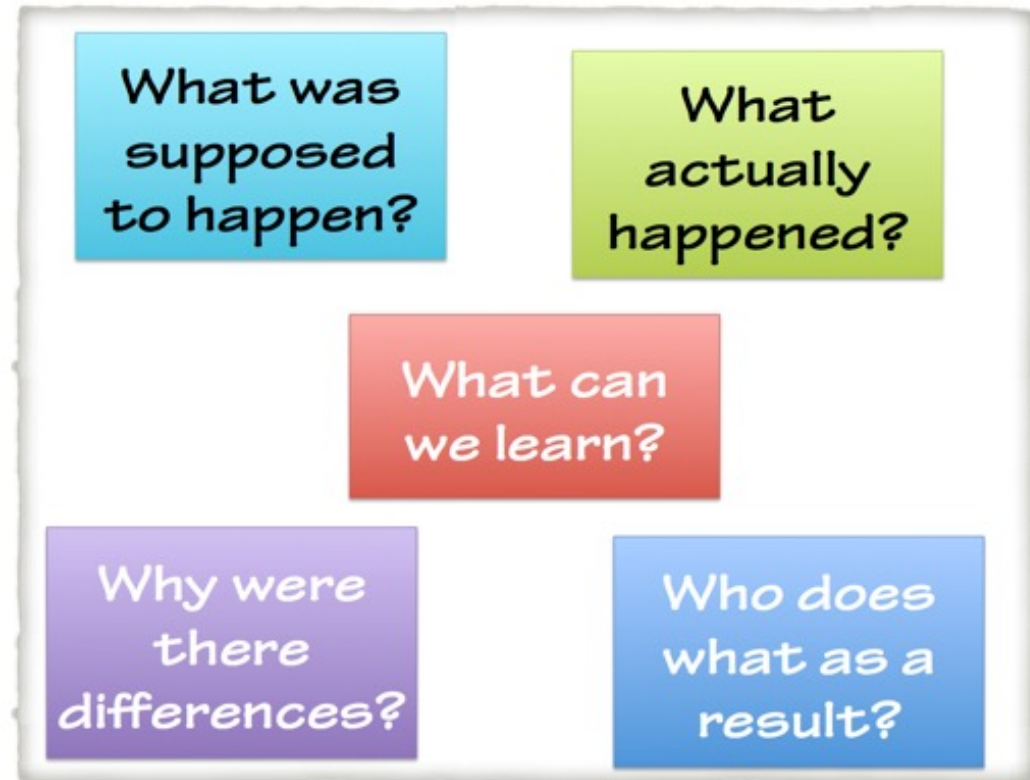 What was
supposed
to happen?
What
actually
happened?
What can
we learn?
Why were
there
differences?
Who does
what as a
result?